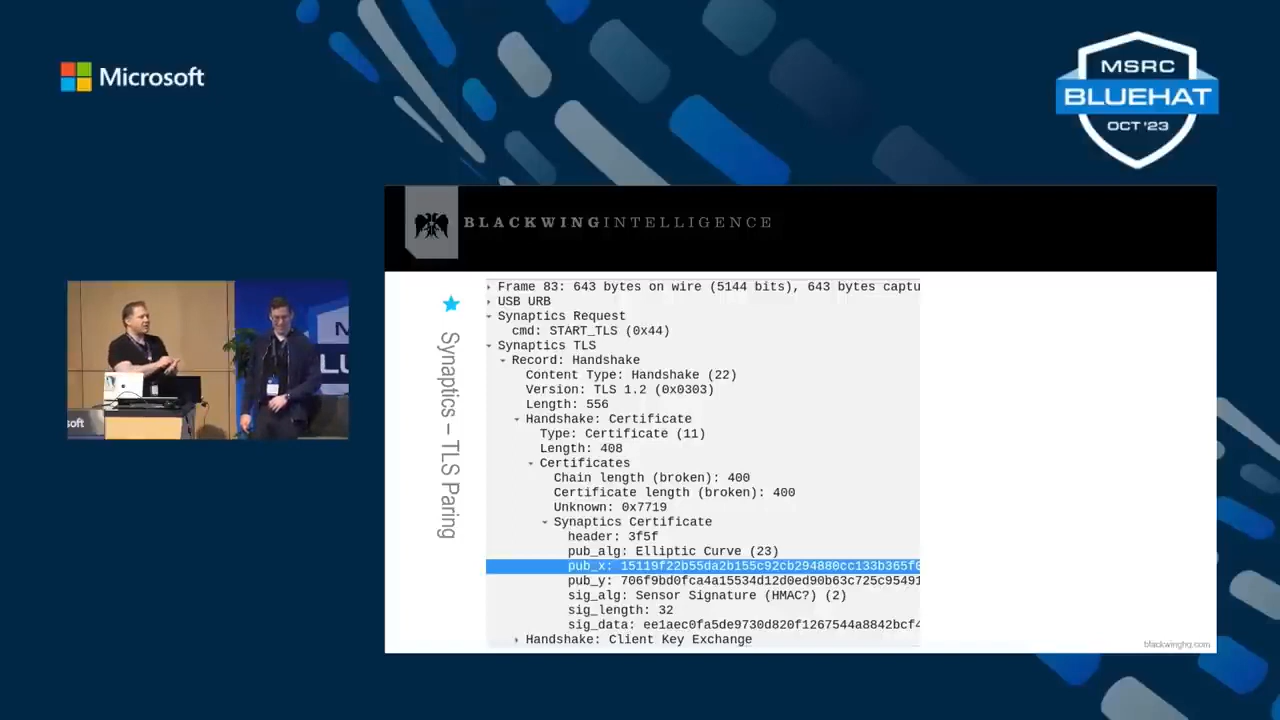 Microsoft
MSRC
BLUEHAT
OCT '23
BLACKWINGINTELLIGENCE
Synaptics – TLS Paring
Frame 83: 643 bytes on wire (5144 bits), 643 bytes captu
USB URB
Synaptics Request
cmd: START_TLS (0x44)
Synaptics TLS
Record: Handshake
Content Type: Handshake (22)
Version: TLS 1.2 (0x0303)
Length: 556
Handshake: Certificate
Type: Certificate (11)
Length: 408
Certificates
Chain length (broken): 400
Certificate length (broken): 400
Unknown: 0x7719
Synaptics Certificate
header: 3f5f
pub_alg: Elliptic Curve (23)
pub_x: 15119f22b55da2b155c92cb294880cc133b365f0
pub_y: 706f9bd0fca4a15534d12d0ed90b63c725c95491
sig_alg: Sensor Signature (HMAC?) (2)
sig_length: 32
sig_data: ee1aec0fa5de9730d820f1267544a8842bcf4
Handshake: Client Key Exchange
blackwinghq.com
soft